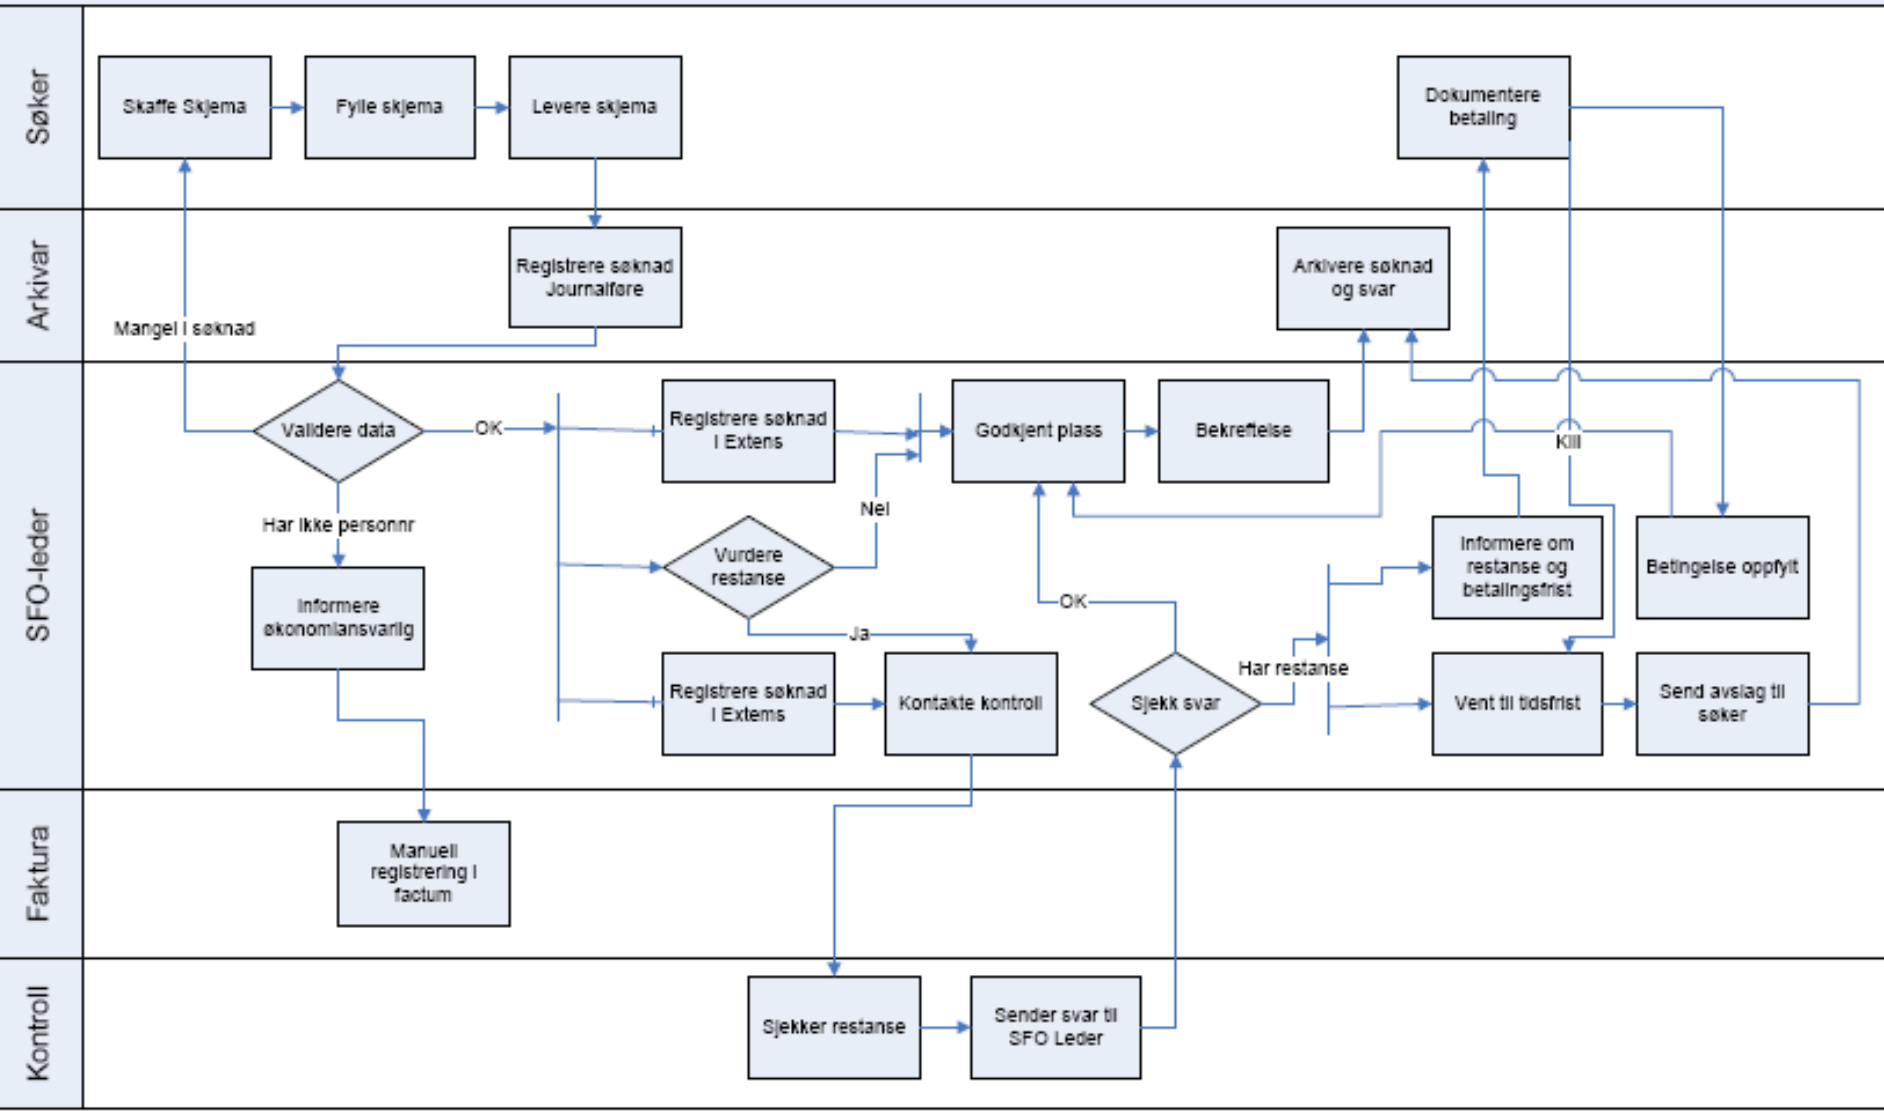 Søker
Skaffe Skjema
Fylle skjema
Levere skjema
Dokumentere
betaling
Arkivar
Registrere søknad
Journalføre
Arkivere søknad
og svar
Mangel i søknad
SFO-leder
Validere data
OK
Registrere søknad
i Extens
Godkjent plass
Bekreftelse
Kill
Har ikke personnr
Nei
Vurdere
restanse
Informere om
restanse og
betalingsfrist
Betingelse oppfylt
Informere
økonomiansvarlig
OK
Ja
Har restanse
Registrere søknad
i Extems
Kontakte kontroll
Sjekk svar
Vent til tidsfrist
Send avslag til
søker
Faktura
Manuell
registrering i
factum
Kontroll
Sjekker restanse
Sender svar til
SFO Leder